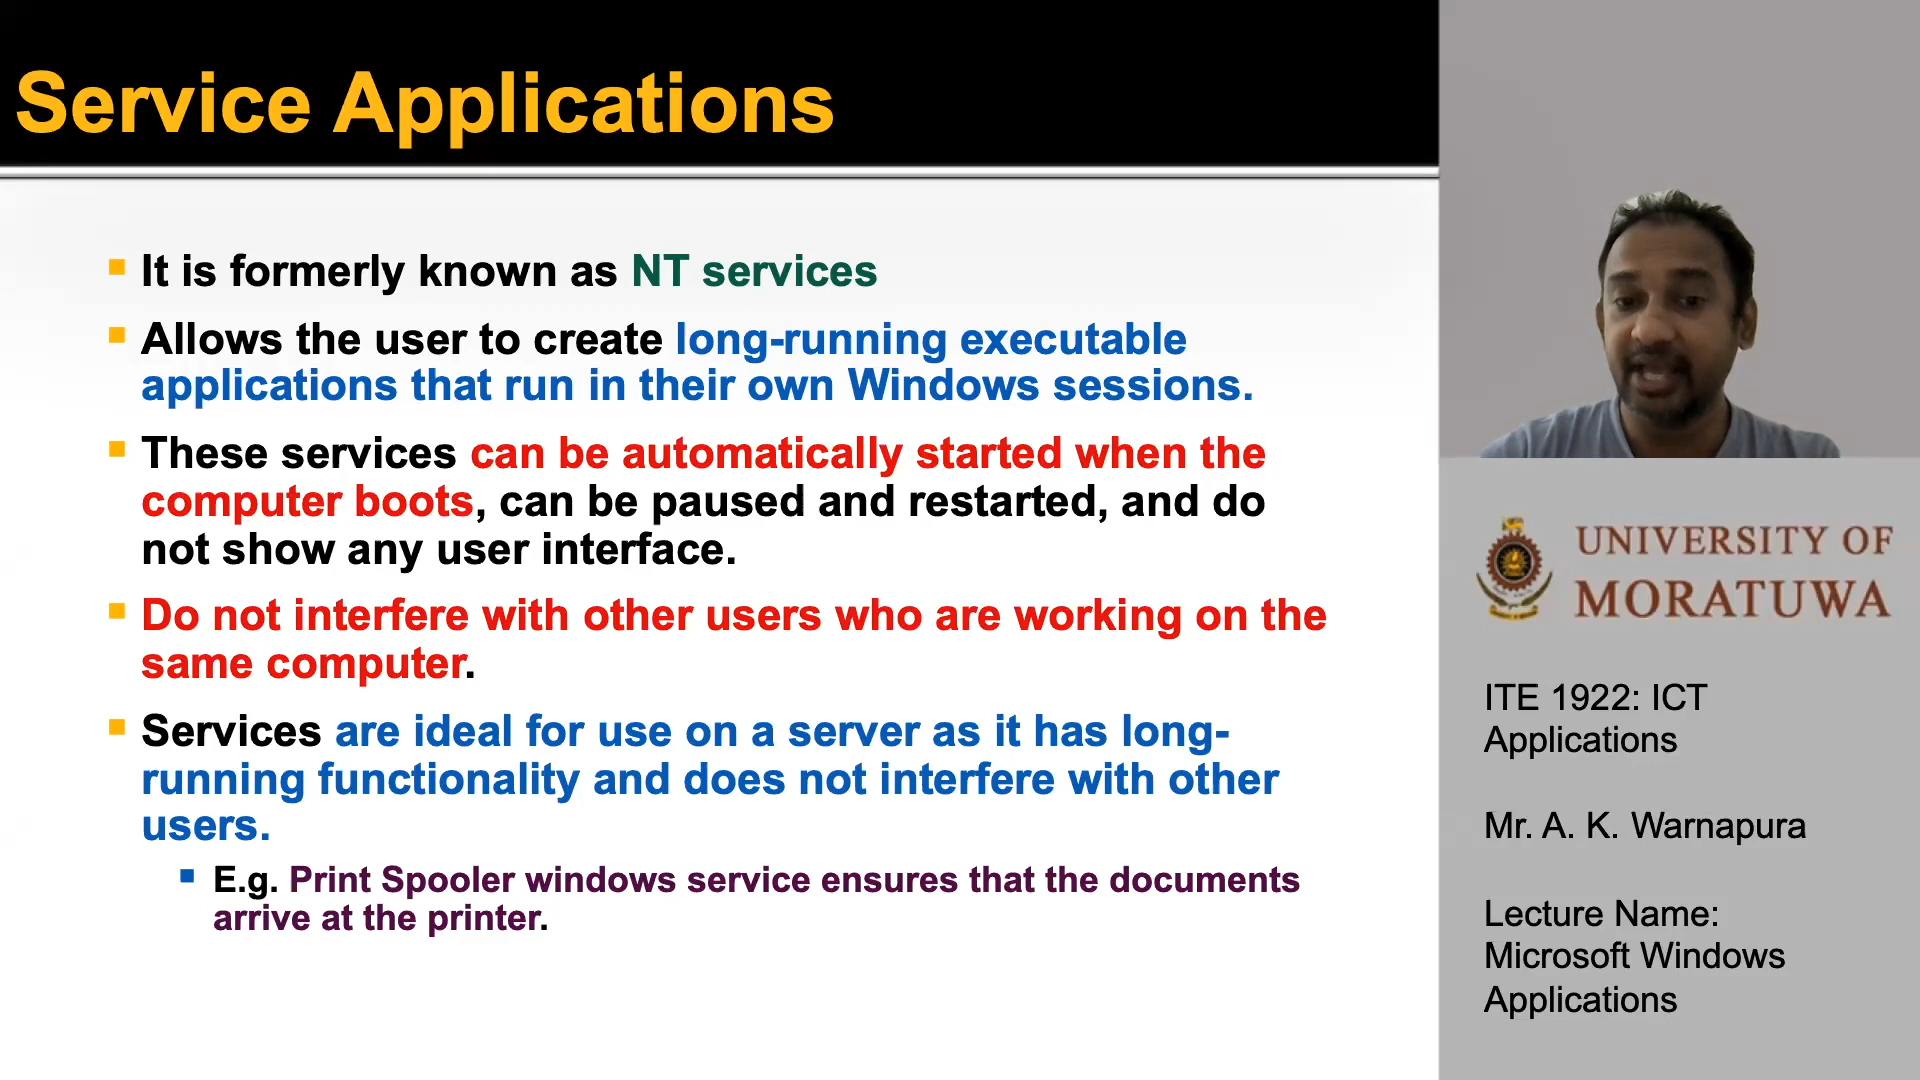 Service Applications
It is formerly known as NT services
Allows the user to create long-running executable
applications that run in their own Windows sessions.
These services can be automatically started when the
computer boots, can be paused and restarted, and do
not show any user interface.
Do not interfere with other users who are working on the
same computer.
Services are ideal for use on a server as it has long-
running functionality and does not interfere with other
users.
E.g. Print Spooler windows service ensures that the documents
arrive at the printer.
UNIVERSITY OF
MORATUWA
ITE 1922: ICT
Applications
Mr. A. K. Warnapura
Lecture Name:
Microsoft Windows
Applications